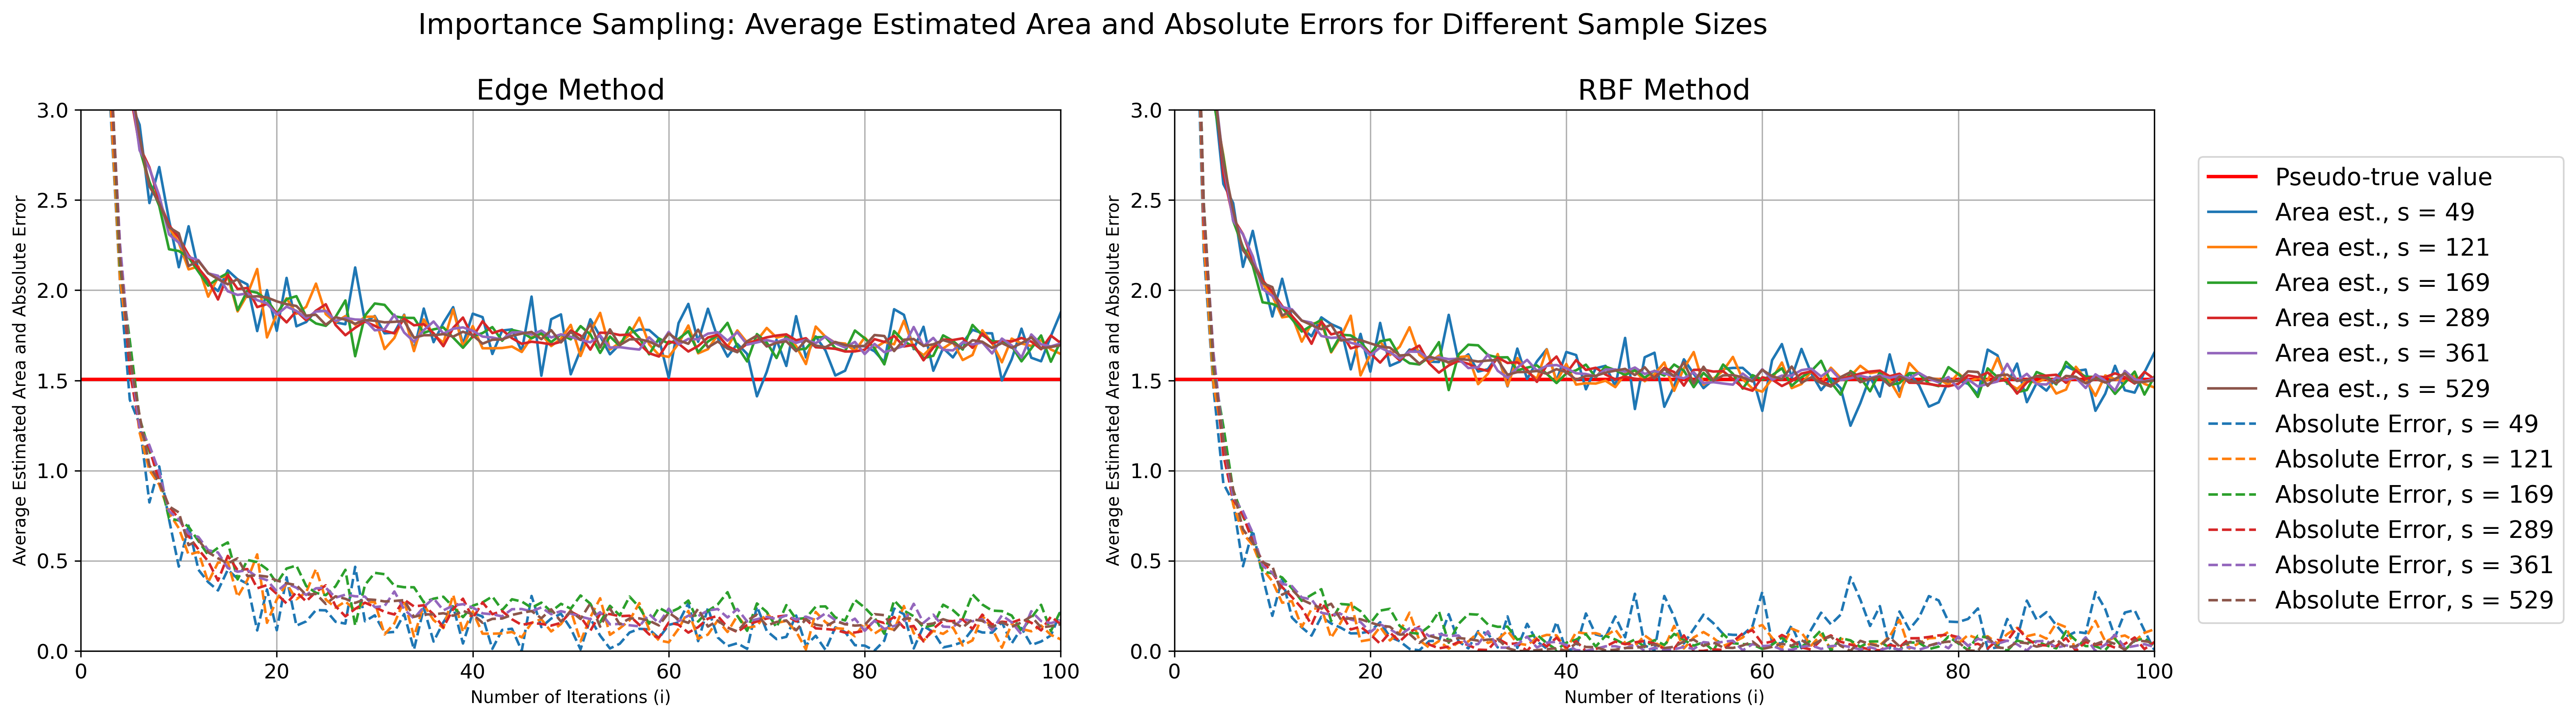 Importance Sampling: Average Estimated Area and Absolute Errors for Different Sample Sizes
Edge Method
Average Estimated Area and Absolute Error
3.0
2.5
2.0
1.5
1.0
0.5
0.0
0 20 40 60 80 100
Number of Iterations (i)
RBF Method
Average Estimated Area and Absolute Error
3.0
2.5
2.0
1.5
1.0
0.5
0.0
0 20 40 60 80 100
Number of Iterations (i)
Pseudo-true value
Area est., s = 49
Area est., s = 121
Area est., s = 169
Area est., s = 289
Area est., s = 361
Area est., s = 529
Absolute Error, s = 49
Absolute Error, s = 121
Absolute Error, s = 169
Absolute Error, s = 289
Absolute Error, s = 361
Absolute Error, s = 529